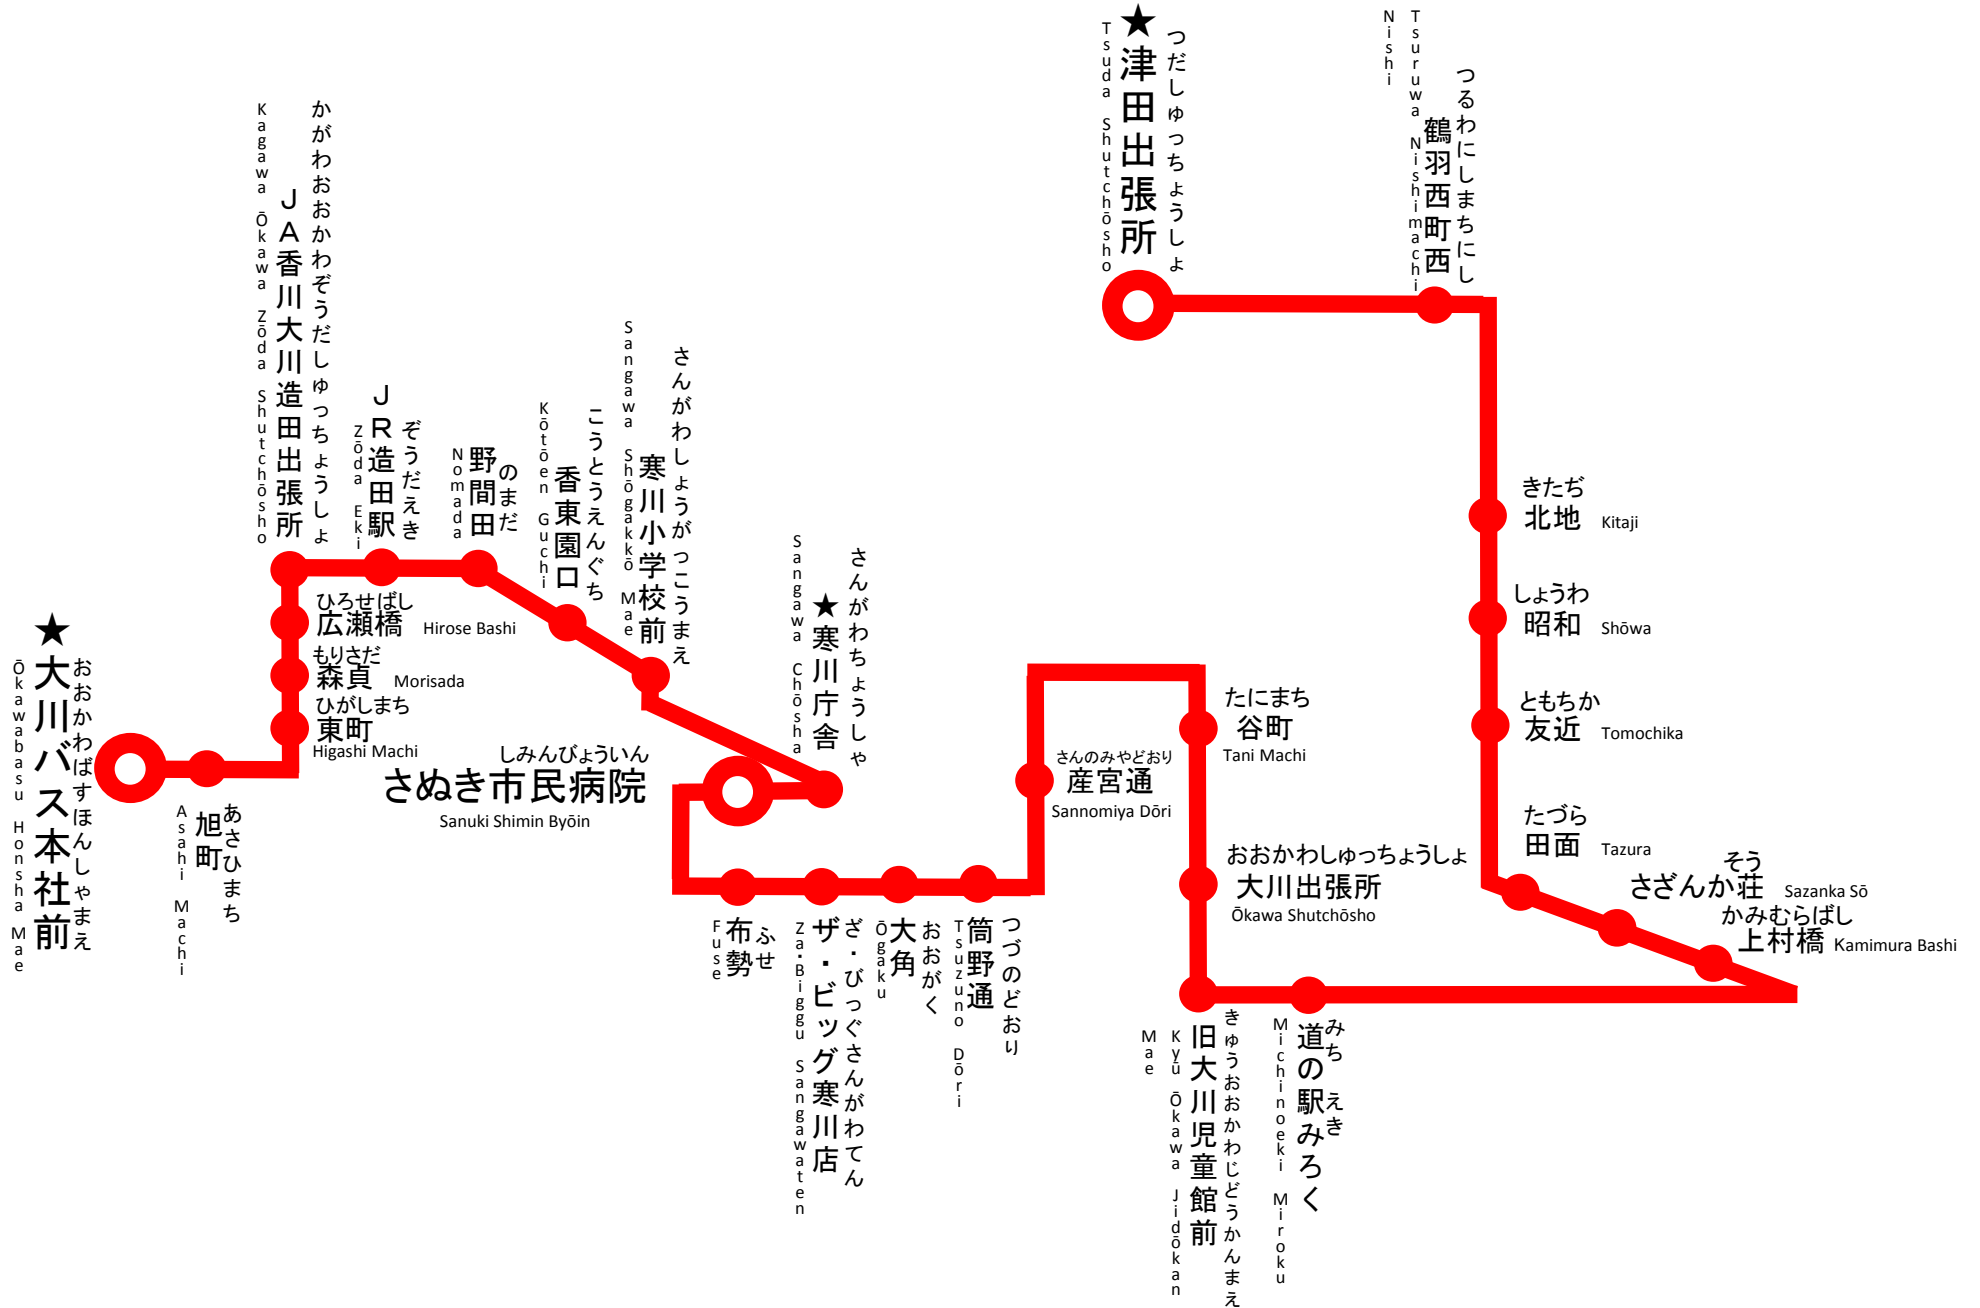 ★大川バス本社前
おおかわばすほんしゃまえ
Ōkawabasu Honsha Mae
旭町
あさひまち
Asahi Machi
ひがしまち
東町
Higashi Machi
もりさだ
森貞
Morisada
ひろせばし
広瀬橋
Hirose Bashi
JA香川大川造田出張所
かがわおおかわぞうだしゅっちょうしょ
Kagawa Ōkawa Zōda Shutchōsho
JR造田駅
ぞうだえき
Zōda Eki
野間田
のまだ
Nomada
香東園口
こうとうえんぐち
Kōtōen Guchi
寒川小学校前
さんがわしょうがっこうまえ
Sangawa Shōgakkō Mae
★寒川庁舎
さんがわちょうしゃ
Sangawa Chōsha
しみんびょういん
さぬき市民病院
Sanuki Shimin Byōin
布勢
ふせ
Fuse
ザ・ビッグ寒川店
ざ・びっぐさんがわてん
Za・Biggu Sangawaten
大角
おおがく
Ōgaku
筒野通
つづのどおり
Tsuzuno Dōri
さんのみやどおり
産宮通
Sannomiya Dōri
たにまち
谷町
Tani Machi
おおかわしゅっちょうしょ
大川出張所
Ōkawa Shutchōsho
旧大川児童館前
きゅうおおかわじどうかんまえ
Kyū Ōkawa Jidōkan
Mae
道の駅みろく
みち えき
Michinoeki Miroku
かみむらばし
上村橋
Kamimura Bashi
そう
さざんか荘
Sazanka Sō
たづら
田面
Tazura
ともちか
友近
Tomochika
しょうわ
昭和
Shōwa
きたぢ
北地
Kitaji
鶴羽西町西
つるわにしまちにし
Tsuruwa Nishimachi
Nishi
★津田出張所
つだしゅっちょうしょ
Tsuda Shutchōsho